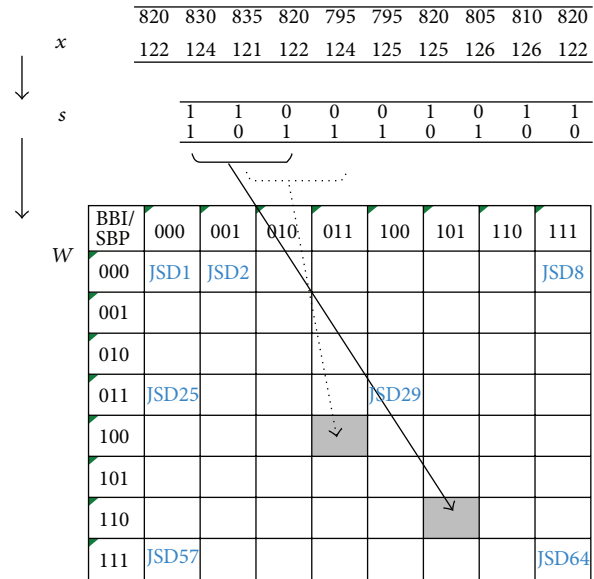 820 830 835 820 795 795 820 805 810 820
x 122 124 121 122 124 125 125 126 126 122
s 1 1 0 0 0 1 0 1 1
1 0 1 1 1 0 1 0 0
BBI/SBP 000 001 010 011 100 101 110 111
W
000 JSD1 JSD2 JSD8
001
010
011 JSD25 JSD29
100
101
110
111 JSD57 JSD64